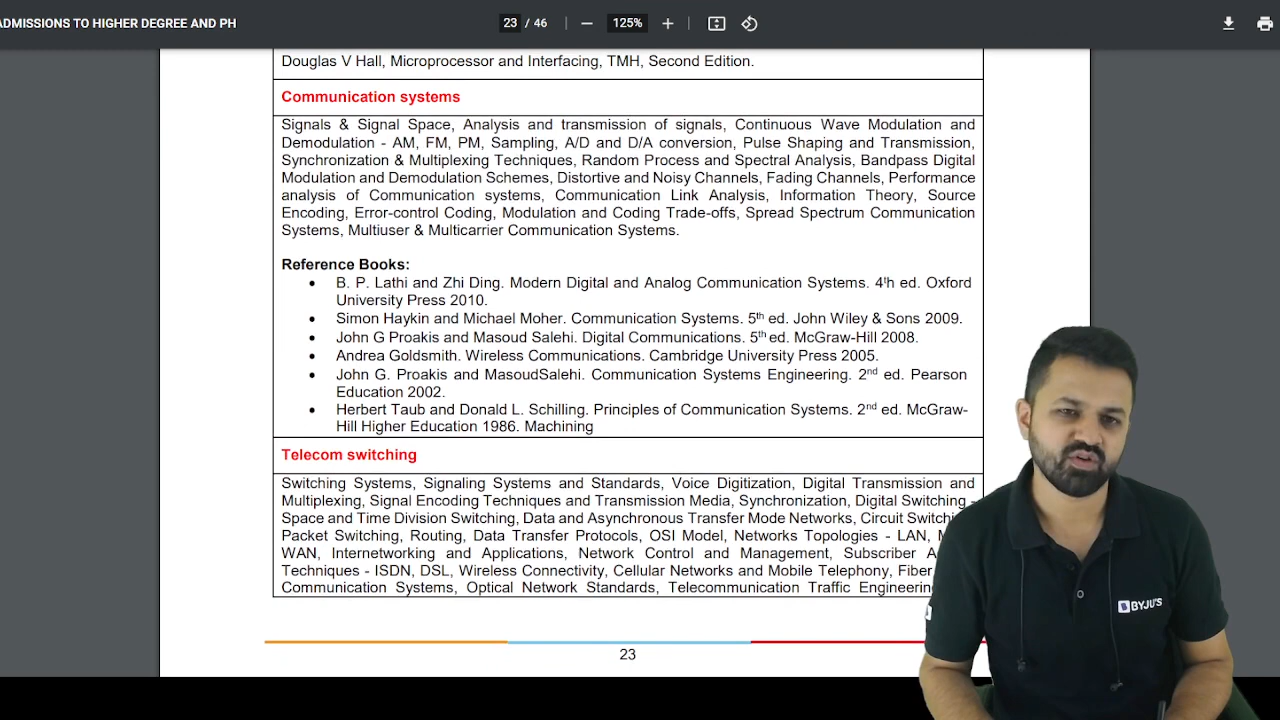 ADMISSIONS TO HIGHER DEGREE AND PH
23 / 46
125%
Douglas V Hall, Microprocessor and Interfacing, TMH, Second Edition.
Communication systems
Signals & Signal Space, Analysis and transmission of signals, Continuous Wave Modulation and
Demodulation - AM, FM, PM, Sampling, A/D and D/A conversion, Pulse Shaping and Transmission,
Synchronization & Multiplexing Techniques, Random Process and Spectral Analysis, Bandpass Digital
Modulation and Demodulation Schemes, Distortive and Noisy Channels, Fading Channels, Performance
analysis of Communication systems, Communication Link Analysis, Information Theory, Source
Encoding, Error-control Coding, Modulation and Coding Trade-offs, Spread Spectrum Communication
Systems, Multiuser & Multicarrier Communication Systems.
Reference Books:
• B. P. Lathi and Zhi Ding. Modern Digital and Analog Communication Systems. 4th ed. Oxford
University Press 2010.
• Simon Haykin and Michael Moher. Communication Systems. 5th ed. John Wiley & Sons 2009.
• John G Proakis and Masoud Salehi. Digital Communications. 5th ed. McGraw-Hill 2008.
• Andrea Goldsmith. Wireless Communications. Cambridge University Press 2005.
• John G. Proakis and MasoudSalehi. Communication Systems Engineering. 2nd ed. Pearson
Education 2002.
• Herbert Taub and Donald L. Schilling. Principles of Communication Systems. 2nd ed. McGraw-
Hill Higher Education 1986. Machining
Telecom switching
Switching Systems, Signaling Systems and Standards, Voice Digitization, Digital Transmission and
Multiplexing, Signal Encoding Techniques and Transmission Media, Synchronization, Digital Switching -
Space and Time Division Switching, Data and Asynchronous Transfer Mode Networks, Circuit
Packet Switching, Routing, Data Transfer Protocols, OSI Model, Networks Topologies - LAN,
WAN, Internetworking and Applications, Network Control and Management, Subscriber
Techniques - ISDN, DSL, Wireless Connectivity, Cellular Networks and Mobile Telephony, Fiber
Communication Systems, Optical Network Standards, Telecommunication Traffic Engineering
23
BYJU'S